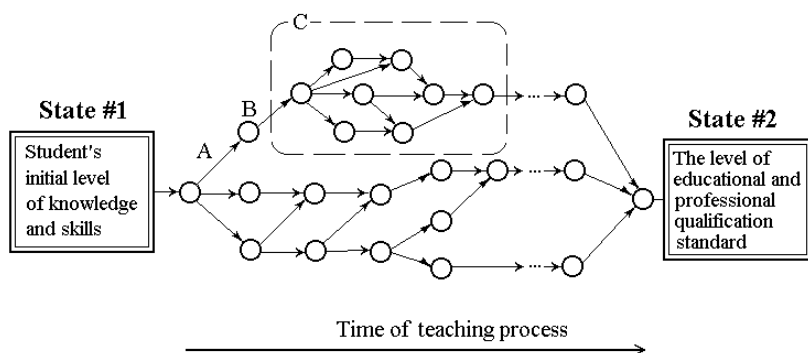 C
State #1
B
State #2
A
Student's
initial level
of knowledge
and skills
The level of
educational and
professional
qualification
standard
...
...
...
Time of teaching process